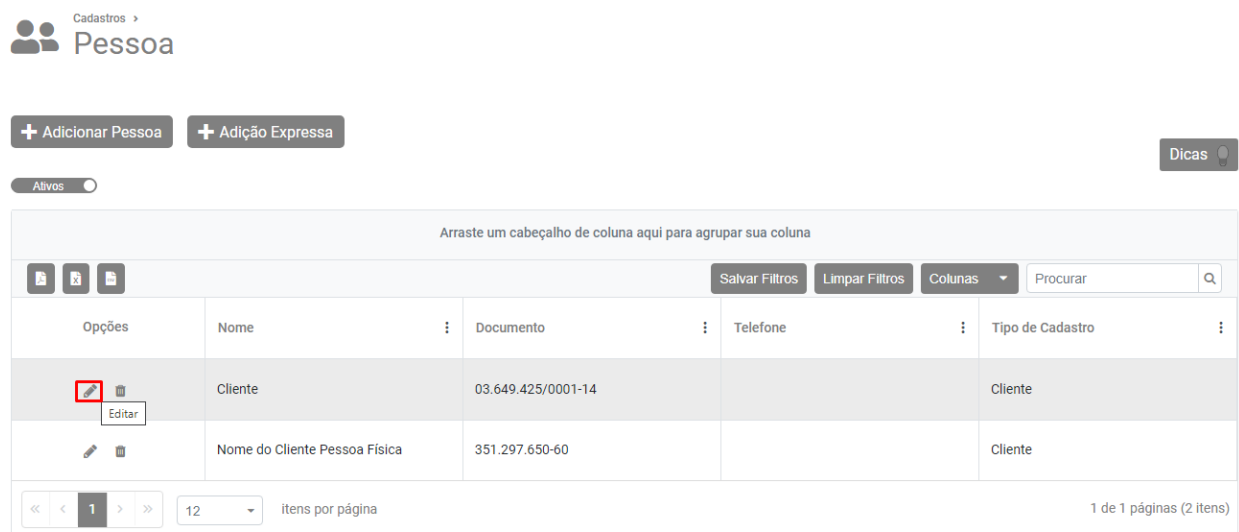 Cadastros ›
Pessoa
Adicionar Pessoa
Adição Expressa
Dicas
Ativos
Arraste um cabeçalho de coluna aqui para agrupar sua coluna
Salvar Filtros Limpar Filtros Colunas Procurar
Opções Nome Documento Telefone Tipo de Cadastro
Cliente 03.649.425/0001-14 Cliente
Editar
Nome do Cliente Pessoa Física 351.297.650-60 Cliente
« ‹ 1 › » 12 itens por página 1 de 1 páginas (2 itens)